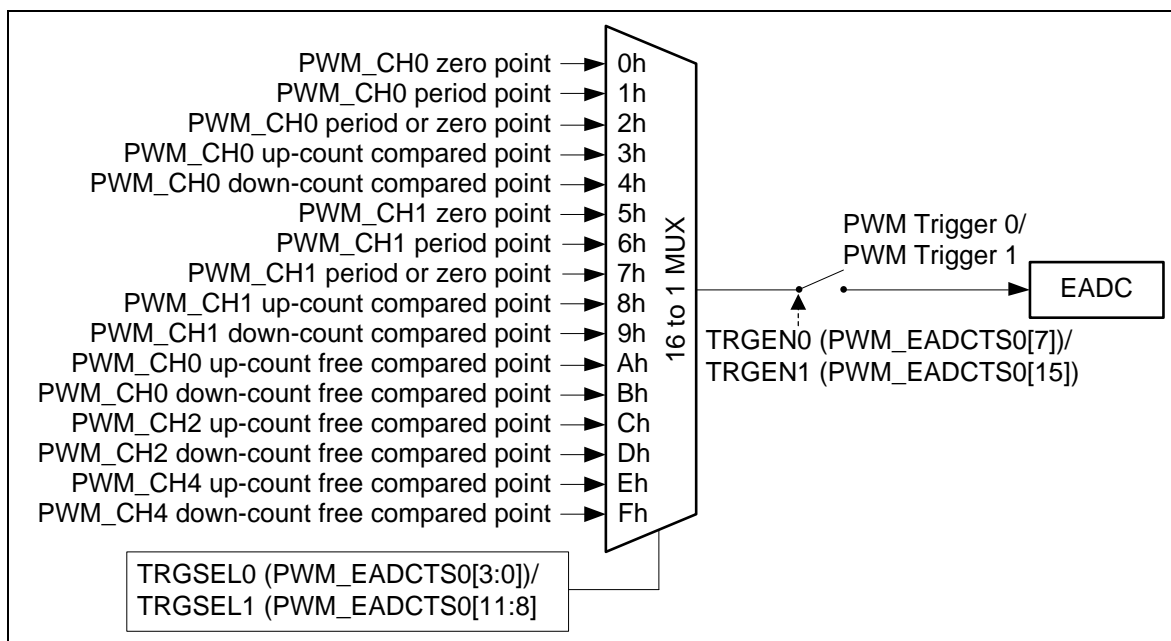 PWM_CH0 zero point 0h
PWM_CH0 period point 1h
PWM_CH0 period or zero point 2h
PWM_CH0 up-count compared point 3h
PWM_CH0 down-count compared point 4h
PWM_CH1 zero point 5h
PWM_CH1 period point 6h
PWM_CH1 period or zero point 7h
PWM_CH1 up-count compared point 8h
PWM_CH1 down-count compared point 9h
PWM_CH0 up-count free compared point Ah
PWM_CH0 down-count free compared point Bh
PWM_CH2 up-count free compared point Ch
PWM_CH2 down-count free compared point Dh
PWM_CH4 up-count free compared point Eh
PWM_CH4 down-count free compared point Fh
16 to 1 MUX
PWM Trigger 0/
PWM Trigger 1
EADC
TRGEN0 (PWM_EADCTS0[7])/
TRGEN1 (PWM_EADCTS0[15])
TRGSEL0 (PWM_EADCTS0[3:0])/
TRGSEL1 (PWM_EADCTS0[11:8]